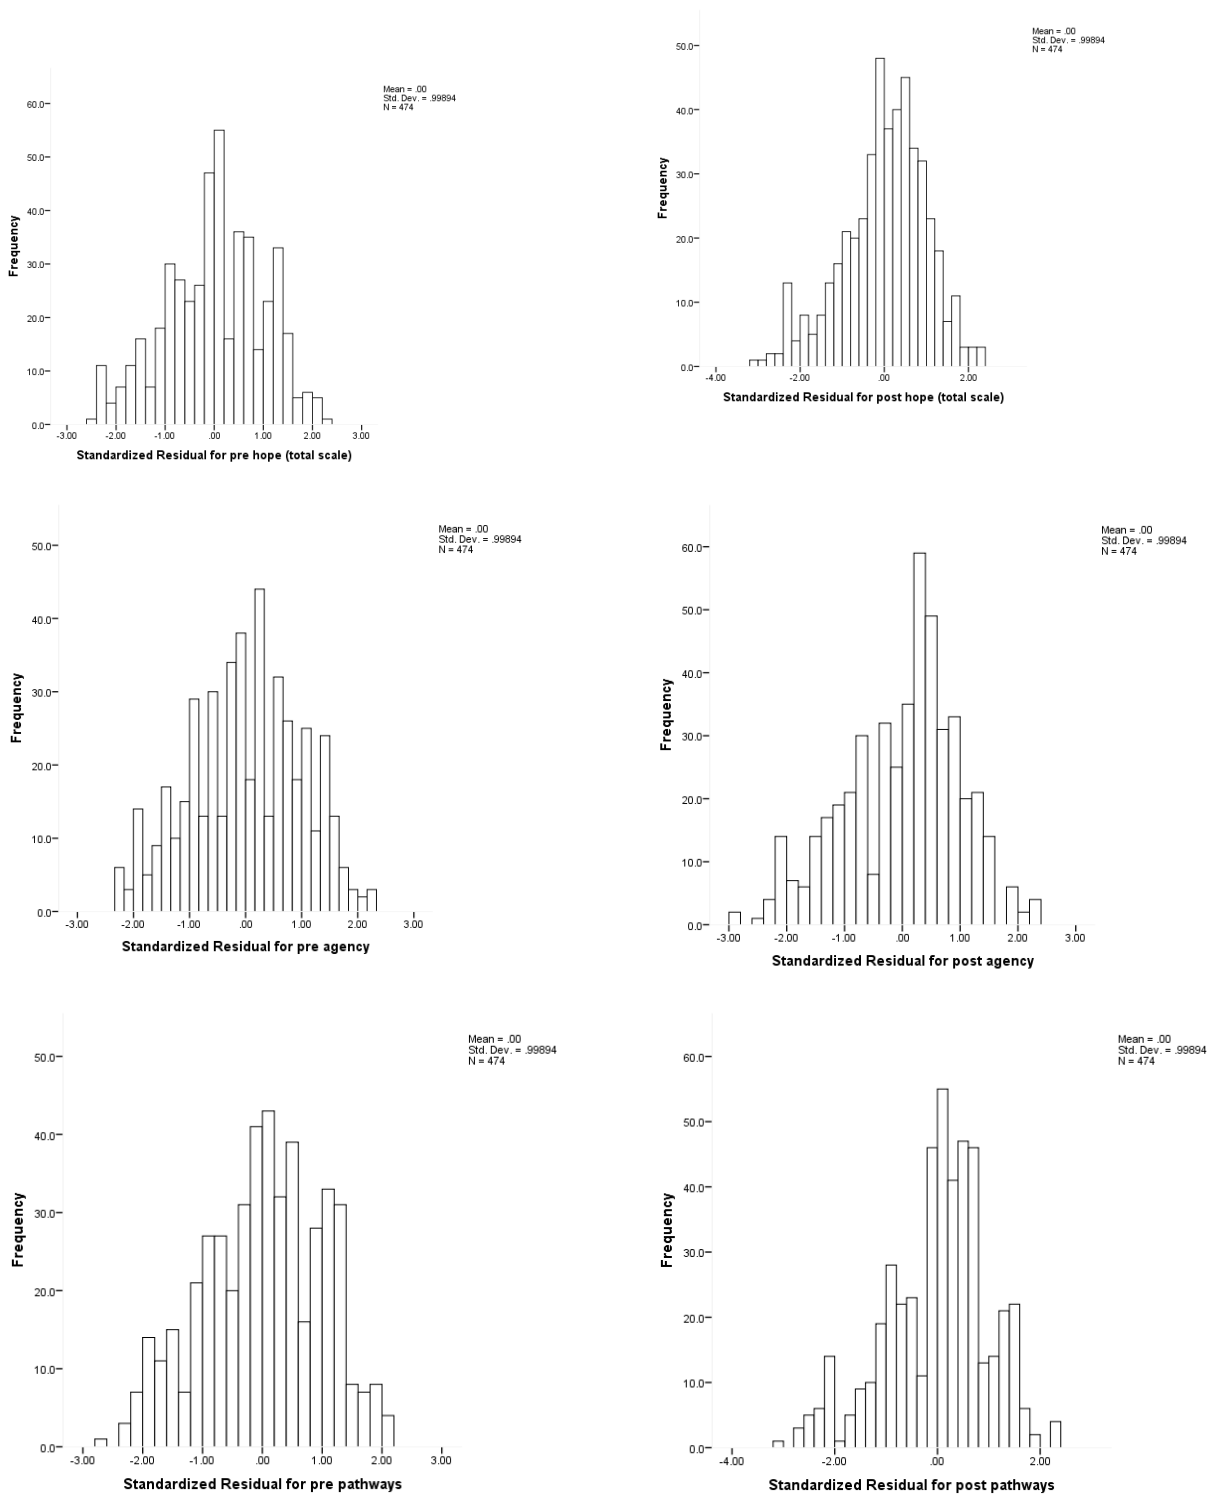 Mean = .00
Std. Dev. = .99894
N = 474
60.0
50.0
40.0
30.0
20.0
10.0
0.0
Frequency
-3.00 -2.00 -1.00 .00 1.00 2.00 3.00
Standardized Residual for pre hope (total scale)
Mean = .00
Std. Dev. = .99894
N = 474
50.0
40.0
30.0
20.0
10.0
0.0
Frequency
-4.00 -2.00 .00 2.00
Standardized Residual for post hope (total scale)
Mean = .00
Std. Dev. = .99894
N = 474
50.0
40.0
30.0
20.0
10.0
0.0
Frequency
-3.00 -2.00 -1.00 .00 1.00 2.00 3.00
Standardized Residual for pre agency
Mean = .00
Std. Dev. = .99894
N = 474
60.0
50.0
40.0
30.0
20.0
10.0
0.0
Frequency
-3.00 -2.00 -1.00 .00 1.00 2.00 3.00
Standardized Residual for post agency
Mean = .00
Std. Dev. = .99894
N = 474
50.0
40.0
30.0
20.0
10.0
0.0
Frequency
-3.00 -2.00 -1.00 .00 1.00 2.00 3.00
Standardized Residual for pre pathways
Mean = .00
Std. Dev. = .99894
N = 474
60.0
50.0
40.0
30.0
20.0
10.0
0.0
Frequency
-4.00 -2.00 .00 2.00
Standardized Residual for post pathways